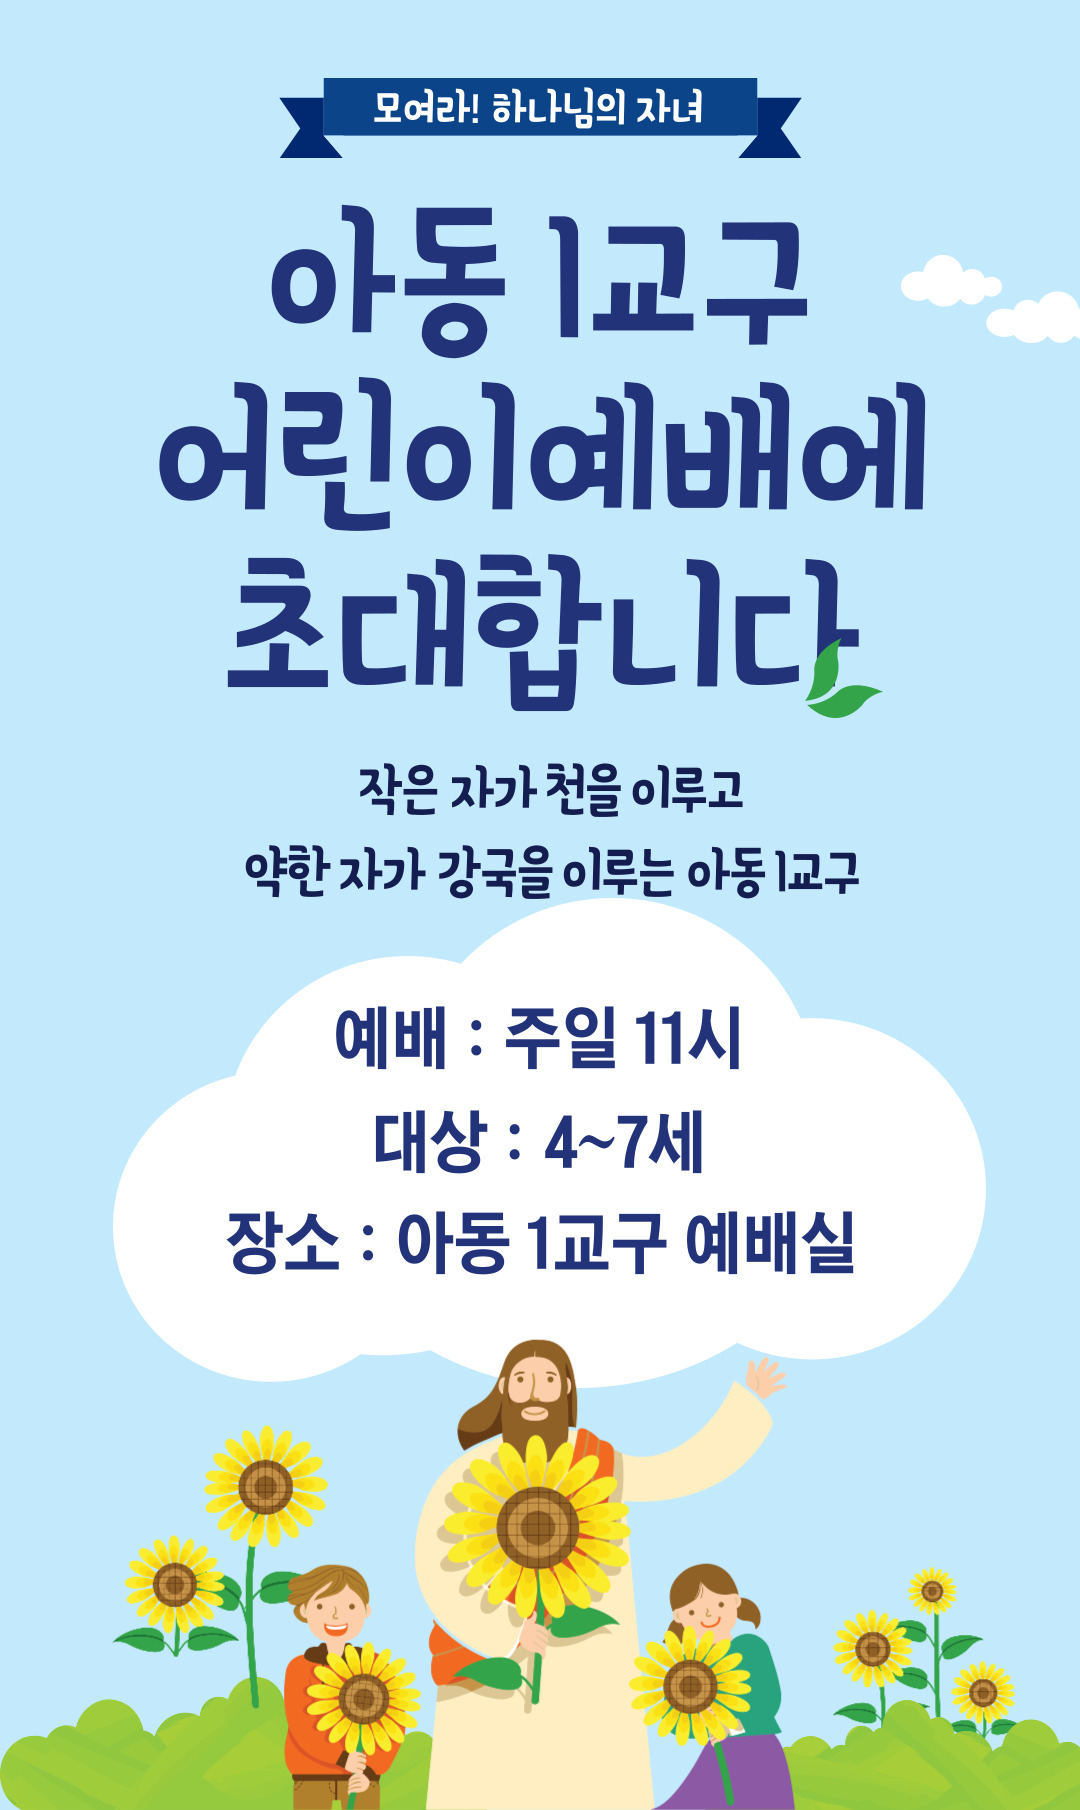 모여라! 하나님의 자녀
아동 1교구
어린이예배에
초대합니다
작은 자가 천을 이루고
약한 자가 강국을 이루는 아동 1교구
예배 : 주일 11시
대상 : 4~7세
장소 : 아동 1교구 예배실